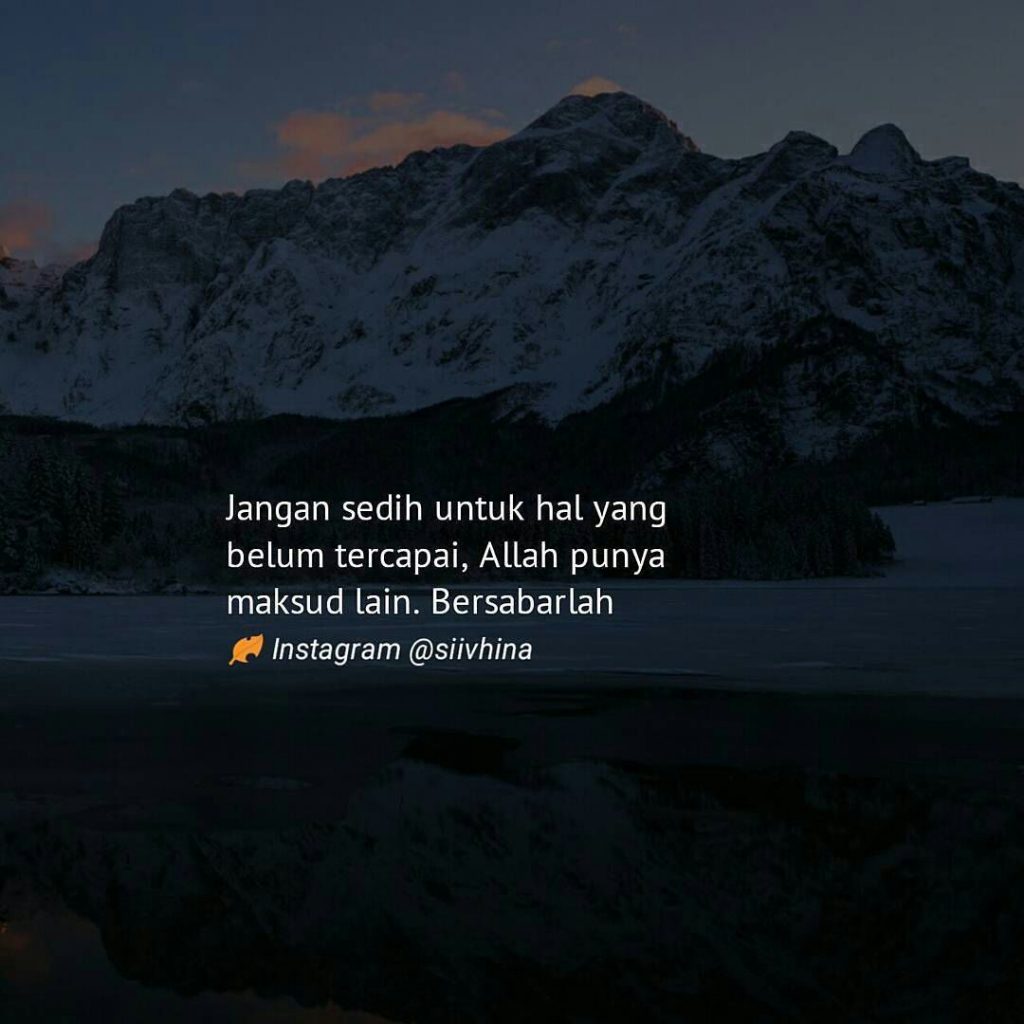 Jangan sedih untuk hal yang
belum tercapai, Allah punya
maksud lain. Bersabarlah
Instagram @siivhina